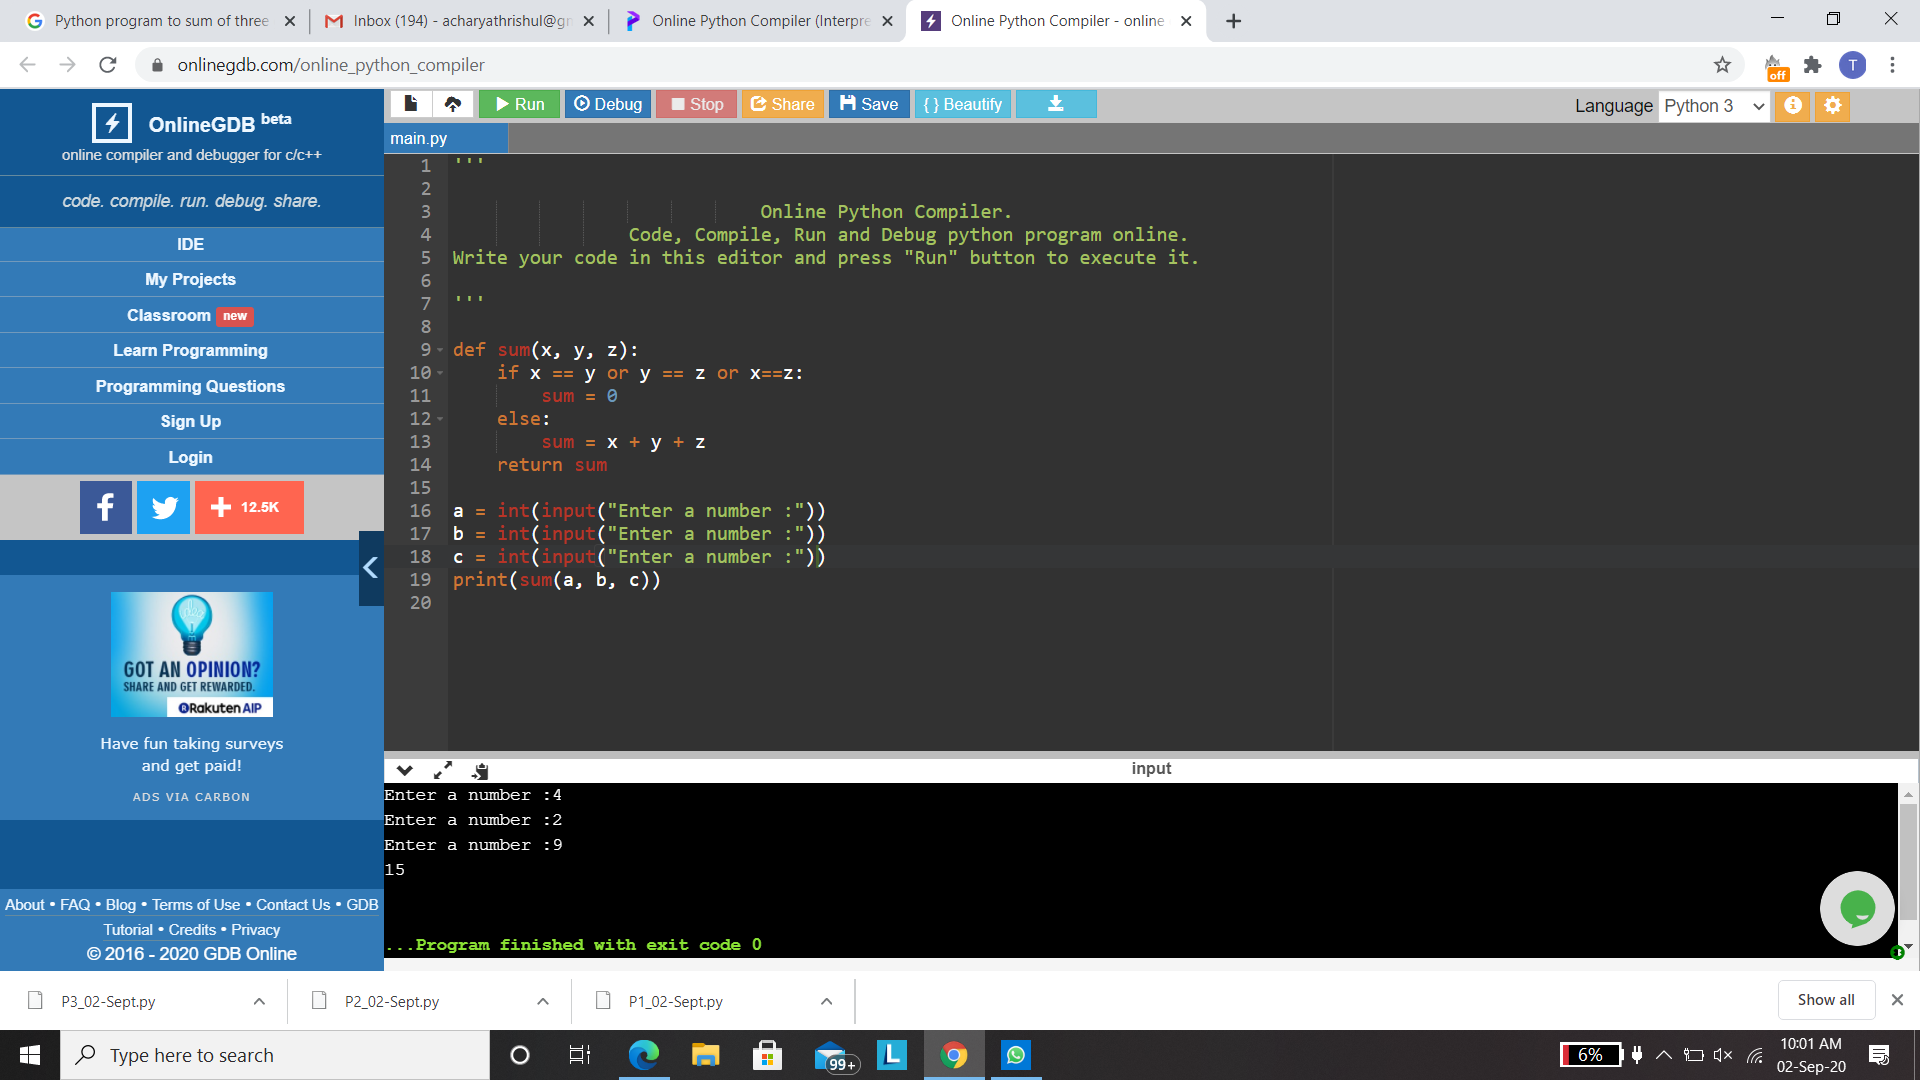 Python program to sum of three
Inbox (194) - acharyathrishul@g
Online Python Compiler (Interpre
Online Python Compiler - online
onlinegdb.com/online_python_compiler
off
T
OnlineGDB beta
online compiler and debugger for c/c++
code. compile. run. debug. share.
IDE
My Projects
Classroom new
Learn Programming
Programming Questions
Sign Up
Login
12.5K
GOT AN OPINION?
SHARE AND GET REWARDED.
Rakuten AIP
Have fun taking surveys
and get paid!
ADS VIA CARBON
About • FAQ • Blog • Terms of Use • Contact Us • GDB
Tutorial • Credits • Privacy
© 2016 - 2020 GDB Online
Run Debug Stop Share Save {} Beautify
Language Python 3
main.py
1 '''
2
3 Online Python Compiler.
4 Code, Compile, Run and Debug python program online.
5 Write your code in this editor and press "Run" button to execute it.
6
7 '''
8
9 def sum(x, y, z):
10 if x == y or y == z or x==z:
11 sum = 0
12 else:
13 sum = x + y + z
14 return sum
15
16 a = int(input("Enter a number :"))
17 b = int(input("Enter a number :"))
18 c = int(input("Enter a number :"))
19 print(sum(a, b, c))
20
input
Enter a number :4
Enter a number :2
Enter a number :9
15
...Program finished with exit code 0
P3_02-Sept.py
P2_02-Sept.py
P1_02-Sept.py
Show all
Type here to search
99+
L
6%
10:01 AM
02-Sep-20